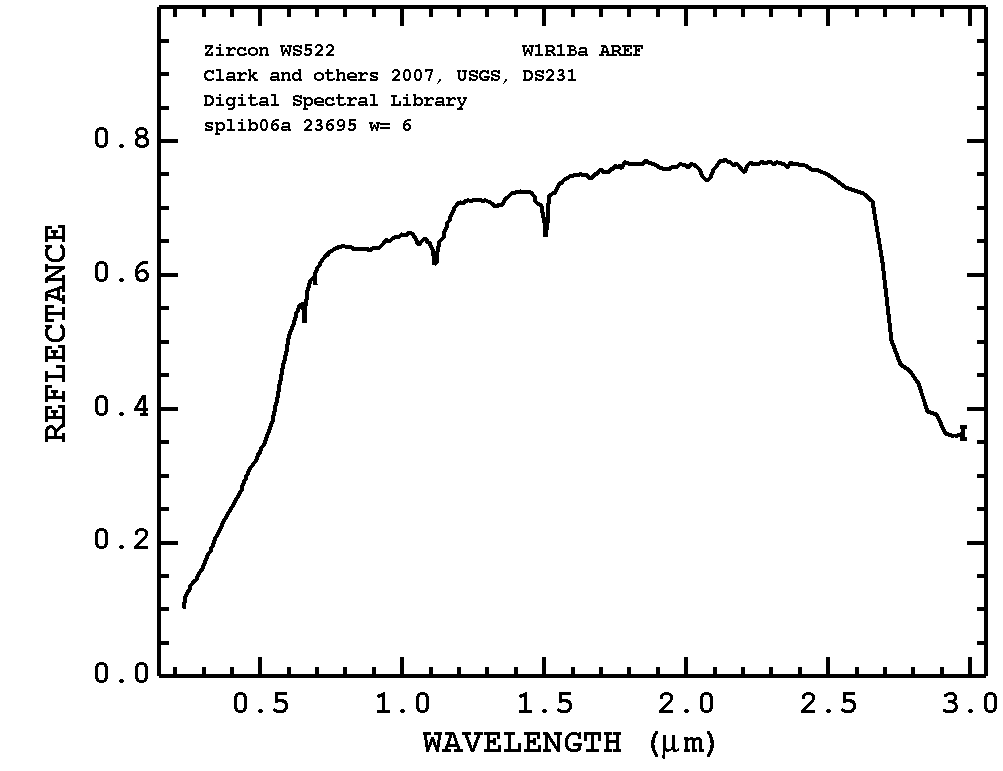 Zircon WS522 W1R1Ba AREF
Clark and others 2007, USGS, DS231
Digital Spectral Library
splib06a 23695 w= 6
0.8
0.6
0.4
0.2
0.0
REFLECTANCE
0.5 1.0 1.5 2.0 2.5 3.0
WAVELENGTH (μm)